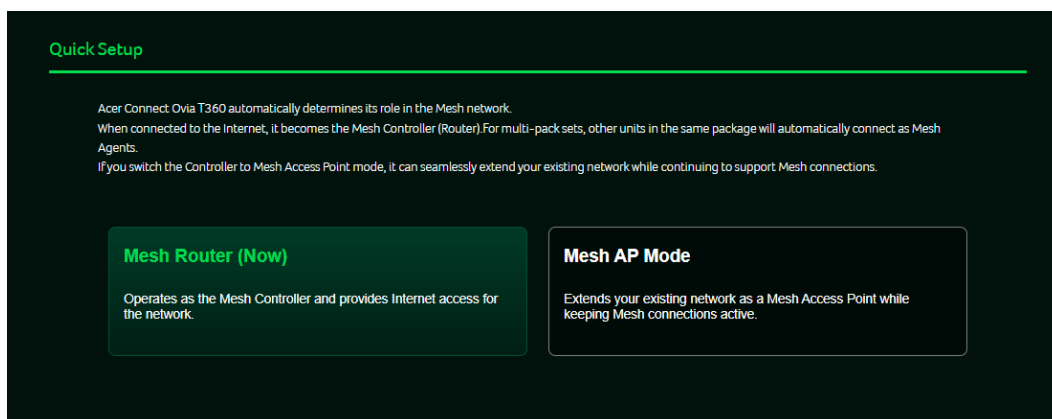 Quick Setup
Acer Connect Ovia T360 automatically determines its role in the Mesh network.
When connected to the Internet, it becomes the Mesh Controller (Router).For multi-pack sets, other units in the same package will automatically connect as Mesh
Agents.
If you switch the Controller to Mesh Access Point mode, it can seamlessly extend your existing network while continuing to support Mesh connections.
Mesh Router (Now)
Operates as the Mesh Controller and provides Internet access for
the network.
Mesh AP Mode
Extends your existing network as a Mesh Access Point while
keeping Mesh connections active.